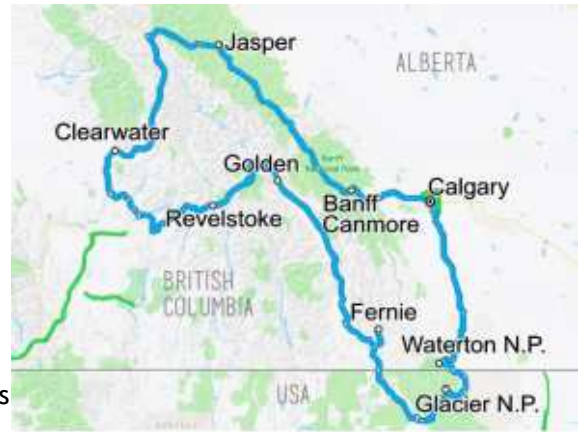 Jasper
ALBERTA
Clearwater
Golden
Calgary
Banff
Canmore
Revelstoke
BRITISH
COLUMBIA
Fernie
Waterton N.P.
USA
Glacier N.P.
s